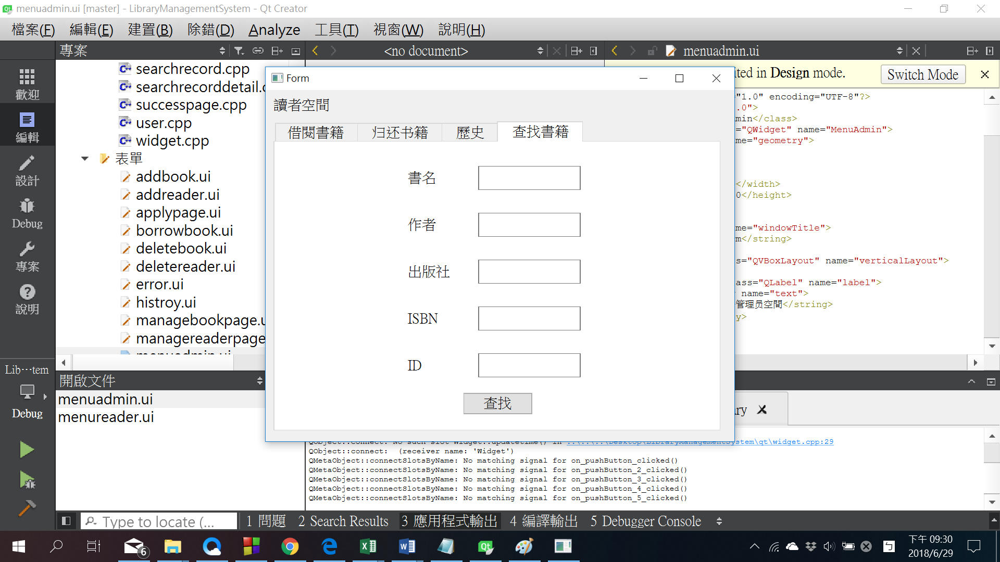 menuadmin.ui [master] - LibraryManagementSystem - Qt Creator
檔案(F) 編輯(E) 建置(B) 除錯(D) Analyze 工具(T) 視窗(W) 說明(H)
專案
<no document>
menuadmin.ui
歡迎
編輯
設計
Debug
專案
說明
Lib···tem
Debug
searchrecord.cpp
searchrecorddetail.c
successpage.cpp
user.cpp
widget.cpp
表單
addbook.ui
addreader.ui
applypage.ui
borrowbook.ui
deletebook.ui
deletereader.ui
error.ui
histroy.ui
managebookpage.u
managereaderpage
menuadmin.ui
開啟文件
menuadmin.ui
menureader.ui
Form
讀者空間
借閱書籍 归还书籍 歷史 查找書籍
書名
作者
出版社
ISBN
ID
查找
ited in Design mode.
Switch Mode
="1.0" encoding="UTF-8"?>
.0">
min</class>
="QWidget" name="MenuAdmin">
me="geometry">
</width>
0</height>
me="windowTitle">
m</string>
s="QVBoxLayout" name="verticalLayout">
ass="QLabel" name="label">
y name="text">
管理员空間</string>
y>
ary
QObject::connect: No such slot Widget::updatetime() in ..\..\..\Desktop\LibraryManagementSystem\qt\widget.cpp:29
QObject::connect: (receiver name: 'Widget')
QMetaObject::connectSlotsByName: No matching signal for on_pushButton_clicked()
QMetaObject::connectSlotsByName: No matching signal for on_pushButton_2_clicked()
QMetaObject::connectSlotsByName: No matching signal for on_pushButton_3_clicked()
QMetaObject::connectSlotsByName: No matching signal for on_pushButton_4_clicked()
QMetaObject::connectSlotsByName: No matching signal for on_pushButton_5_clicked()
Type to locate (...
1 問題 2 Search Results 3 應用程式輸出 4 編譯輸出 5 Debugger Console
6
ㄅ
下午 09:30
2018/6/29